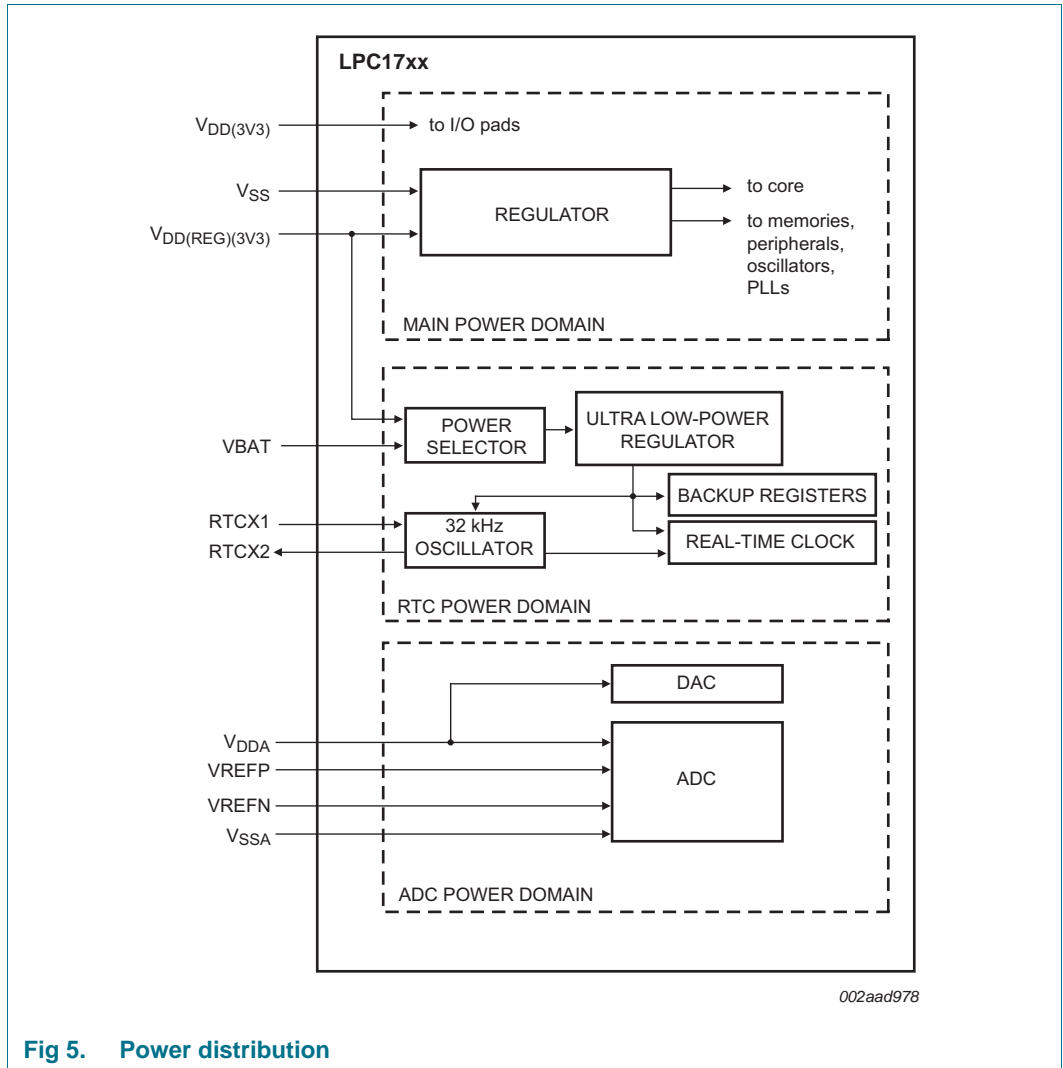 LPC17xx
VDD(3V3)
to I/O pads
VSS
REGULATOR
to core
VDD(REG)(3V3)
to memories,
peripherals,
oscillators,
PLLs
MAIN POWER DOMAIN
POWER
SELECTOR
ULTRA LOW-POWER
REGULATOR
VBAT
BACKUP REGISTERS
RTCX1
32 kHz
OSCILLATOR
REAL-TIME CLOCK
RTCX2
RTC POWER DOMAIN
DAC
VDDA
VREFP
ADC
VREFN
VSSA
ADC POWER DOMAIN
002aad978
Fig 5. Power distribution